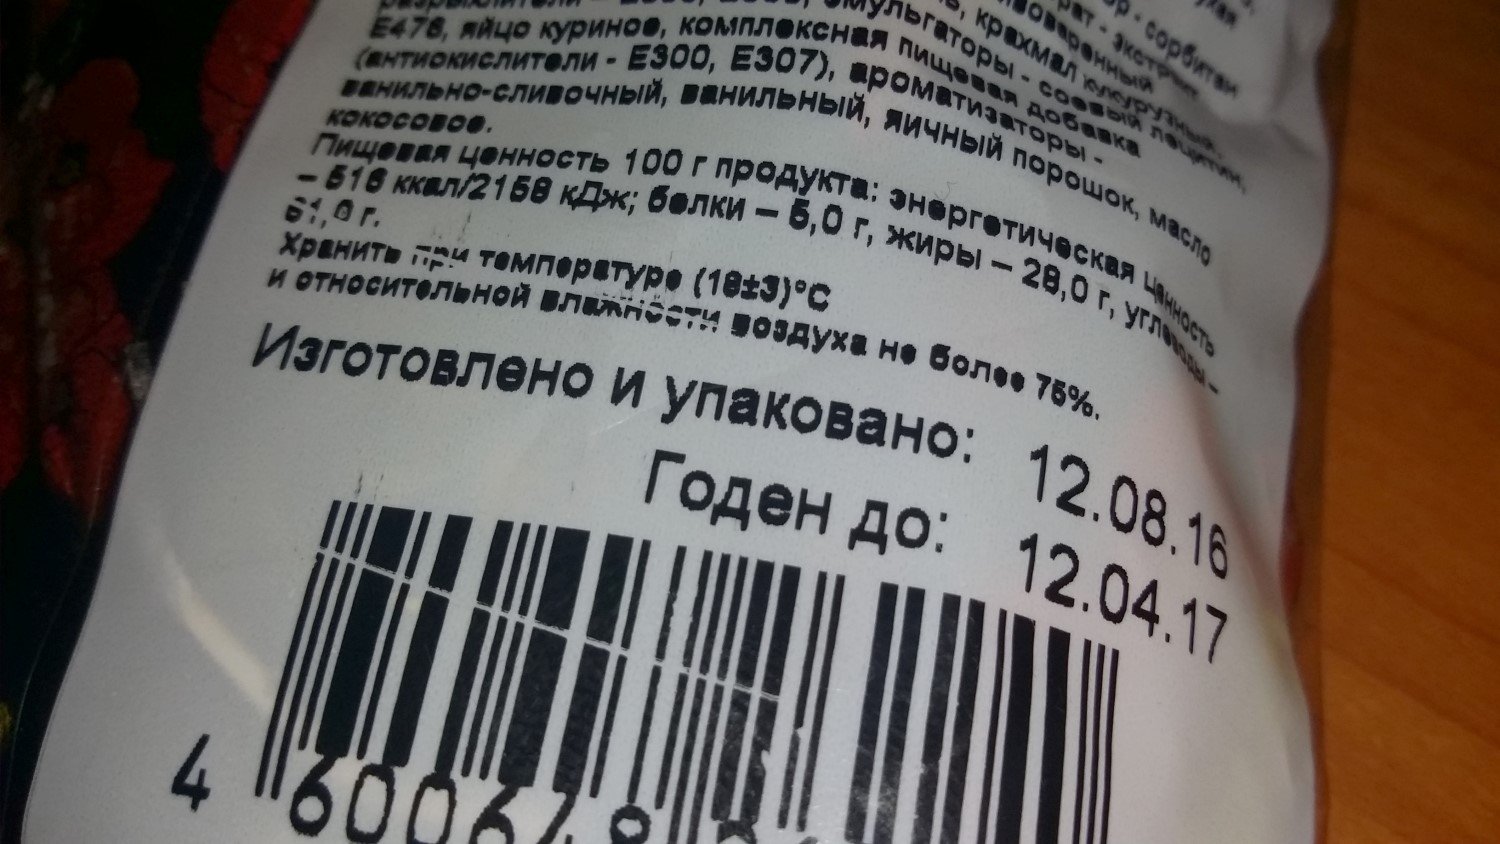 Е476, яйцо куриное, комплексная пищевая добавка
(антиокислители - Е300, Е307), ароматизаторы -
ванильно-сливочный, ванильный, яичный порошок, масло
кокосовое.
Пищевая ценность 100 г продукта: энергетическая ценность
– 516 ккал/2158 кДж; белки – 5,0 г, жиры – 28,0 г, углеводы –
61,0 г.
Хранить при температуре (18±3)°С
и относительной влажности воздуха не более 75%.
Изготовлено и упаковано: 12.08.16
Годен до: 12.04.17
4 600648